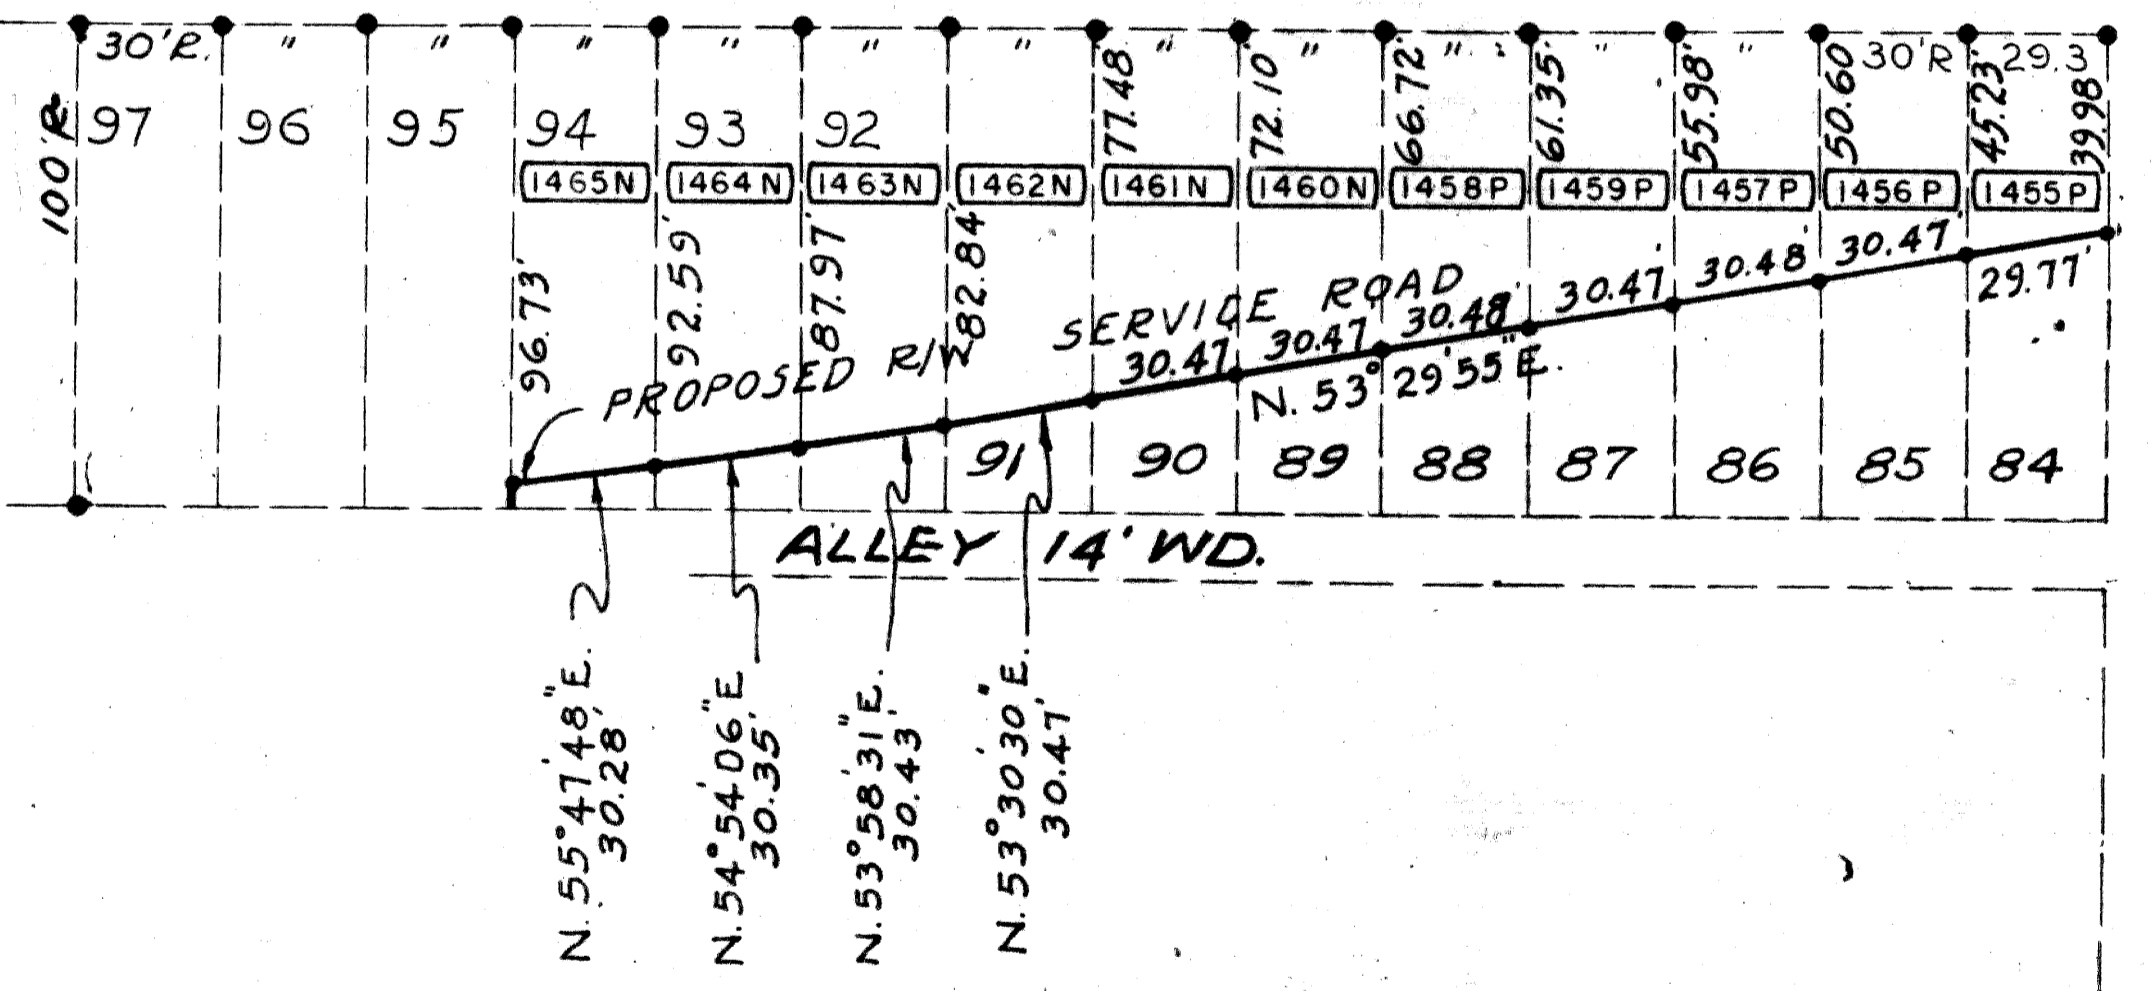 30'R. " " " " " " " " " " " 30'R 29.3
100'R.
97 96 95 94 93 92
77.48' 72.10' 66.72' 61.35' 55.98' 50.60 45.23' 39.98'
1465N 1464N 1463N 1462N 1461N 1460N 1458P 1459P 1457P 1456P 1455P
96.73' 92.59' 87.97' 82.84'
PROPOSED R/W SERVICE ROAD
30.47 30.47 30.48' 30.47' 30.48' 30.47' 29.77'
N. 53° 29' 55" E.
91 90 89 88 87 86 85 84
ALLEY 14' WD.
N. 55° 47' 48" E.
30.28'
N. 54° 54' 06" E
30.35'
N. 53° 58' 31" E.
30.43'
N. 53° 30' 30" E.
30.47'